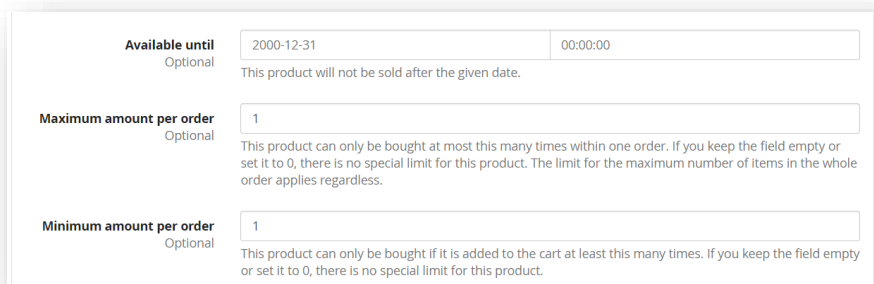 Available until
Optional
2000-12-31
00:00:00
This product will not be sold after the given date.
Maximum amount per order
Optional
1
This product can only be bought at most this many times within one order. If you keep the field empty or
set it to 0, there is no special limit for this product. The limit for the maximum number of items in the whole
order applies regardless.
Minimum amount per order
Optional
1
This product can only be bought if it is added to the cart at least this many times. If you keep the field empty
or set it to 0, there is no special limit for this product.